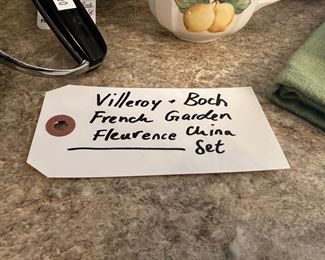 Villeroy + Boch
French Garden
Fleurence China
Set